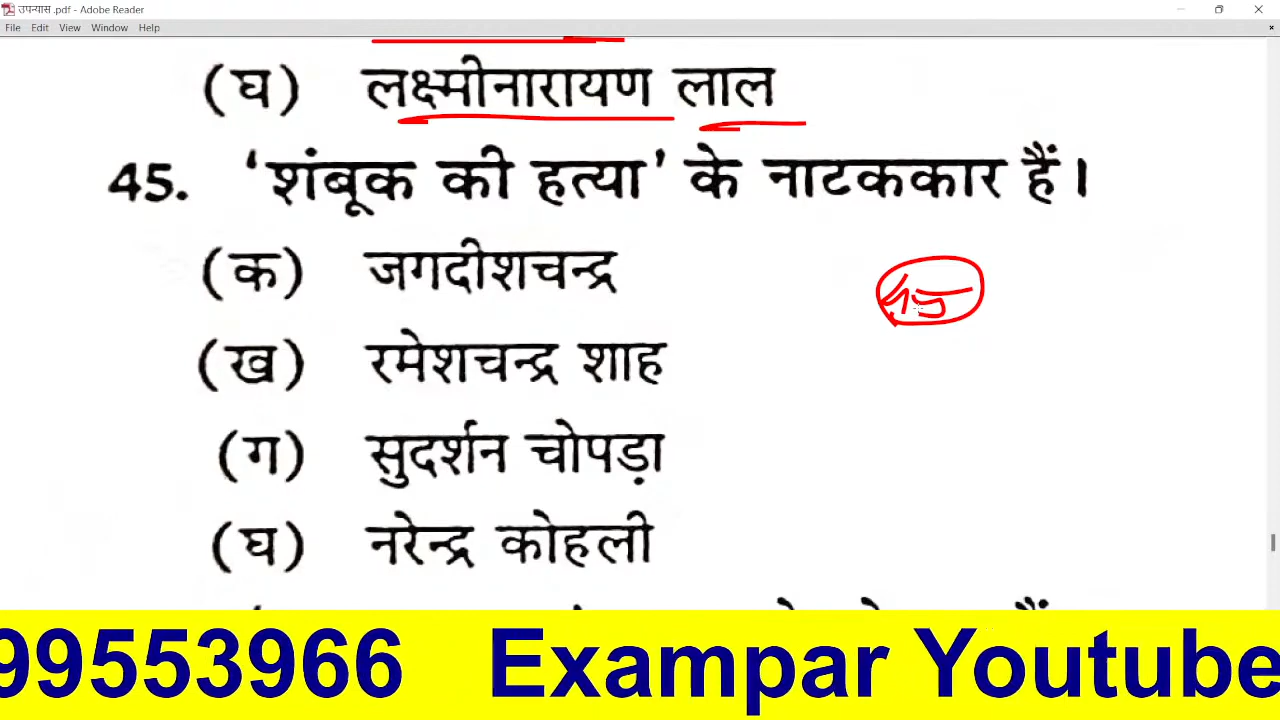 उपन्यास .pdf - Adobe Reader
File Edit View Window Help
(घ) लक्ष्मीनारायण लाल
45. 'शंबूक की हत्या' के नाटककार हैं।
(क) जगदीशचन्द्र
45
(ख) रमेशचन्द्र शाह
(ग) सुदर्शन चोपड़ा
(घ) नरेन्द्र कोहली
99553966 Exampar Youtube